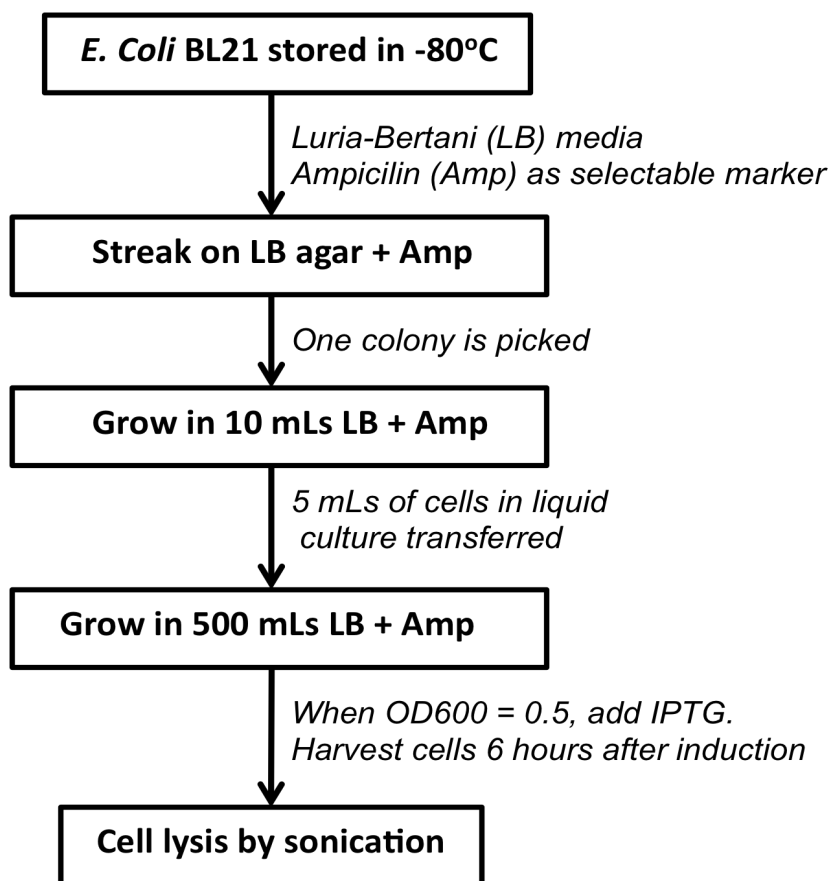 E. Coli BL21 stored in -80°C
Luria-Bertani (LB) media
Ampicilin (Amp) as selectable marker
Streak on LB agar + Amp
One colony is picked
Grow in 10 mLs LB + Amp
5 mLs of cells in liquid
culture transferred
Grow in 500 mLs LB + Amp
When OD600 = 0.5, add IPTG.
Harvest cells 6 hours after induction
Cell lysis by sonication